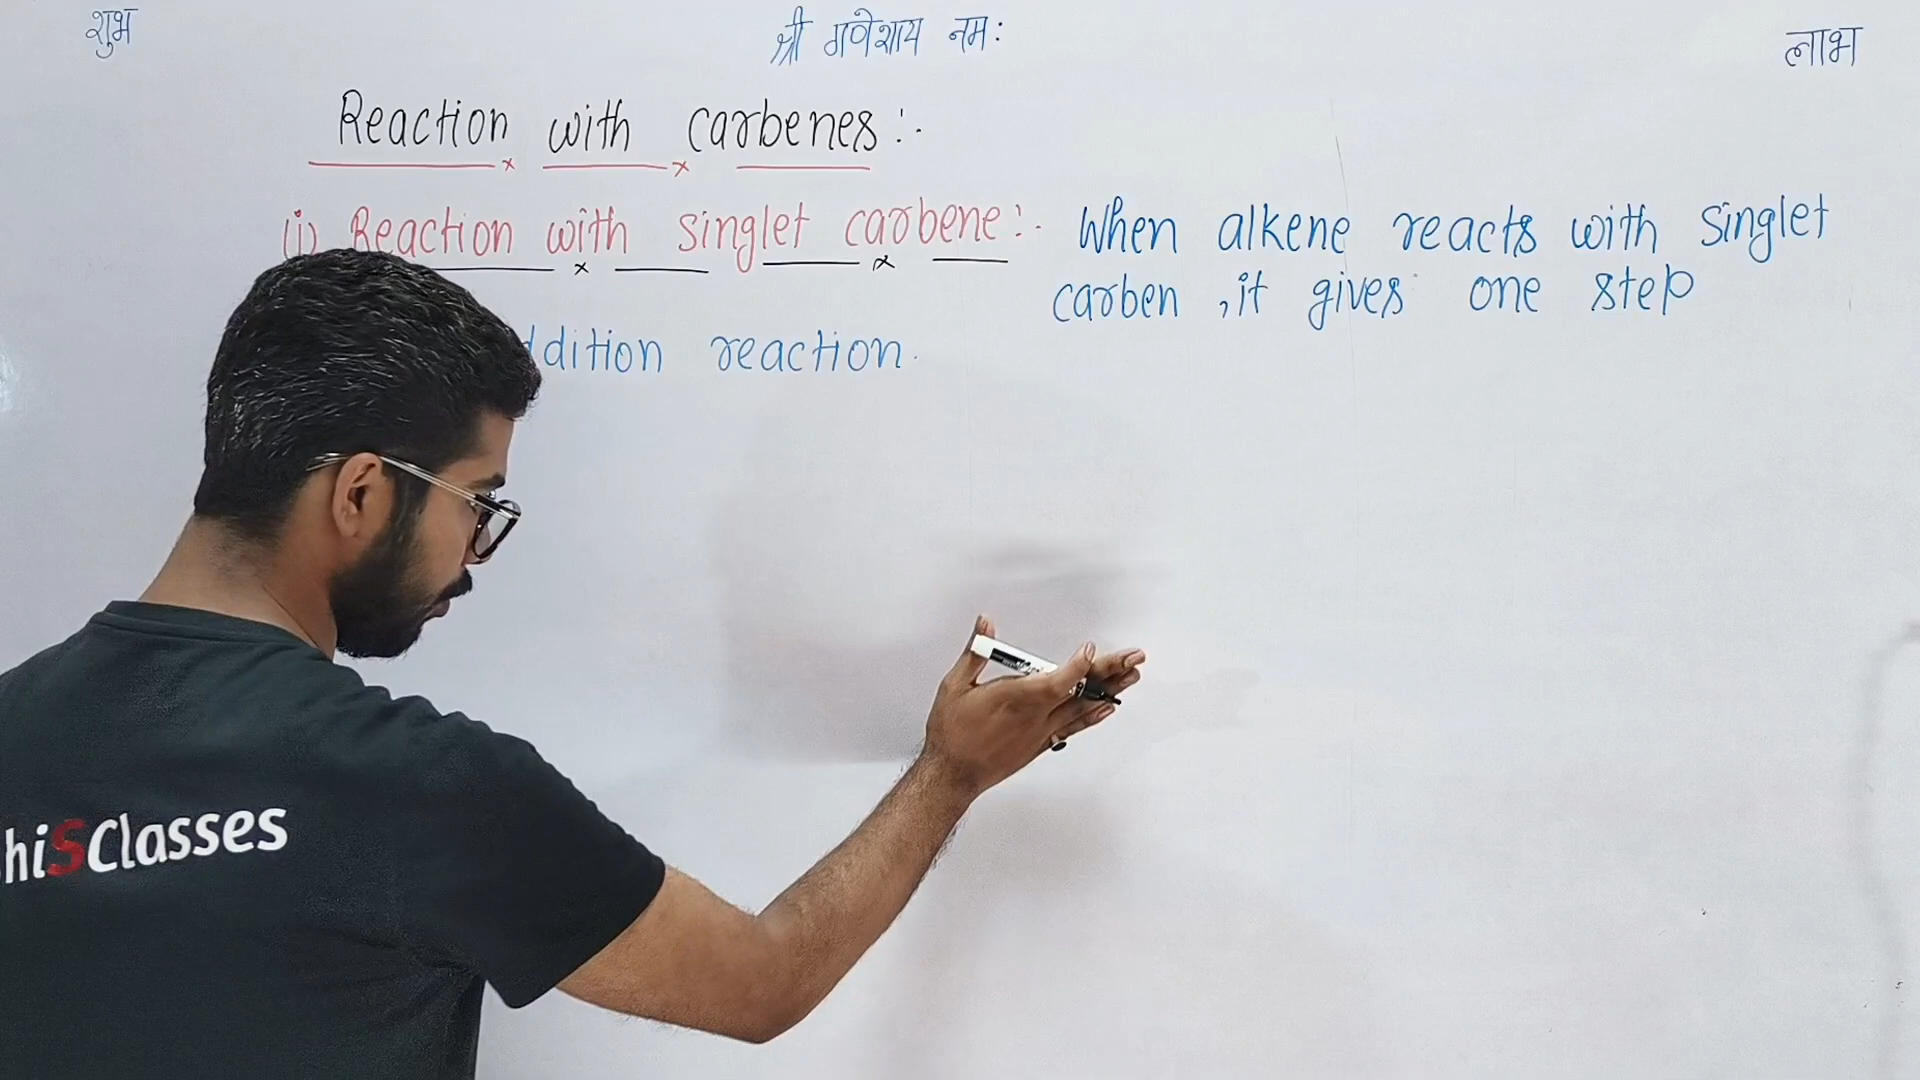 शुभ श्री गणेशाय नम: लाभ
Reaction with carbenes :-
(i) Reaction with singlet carbene :- When alkene reacts with singlet
carben , it gives one step
ddition reaction.
hiSClasses